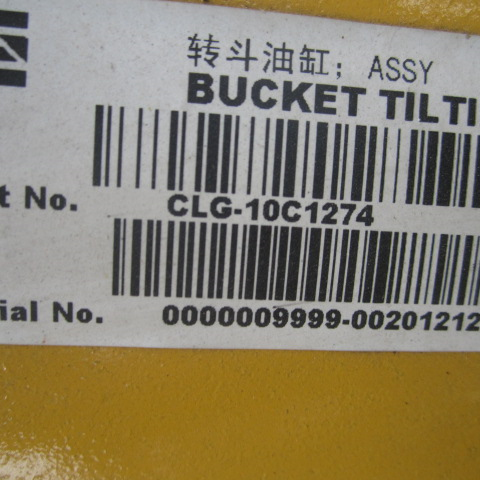 转斗油缸；ASSY
BUCKET TILTI
t No. CLG-10C1274
ial No. 0000009999-00201212